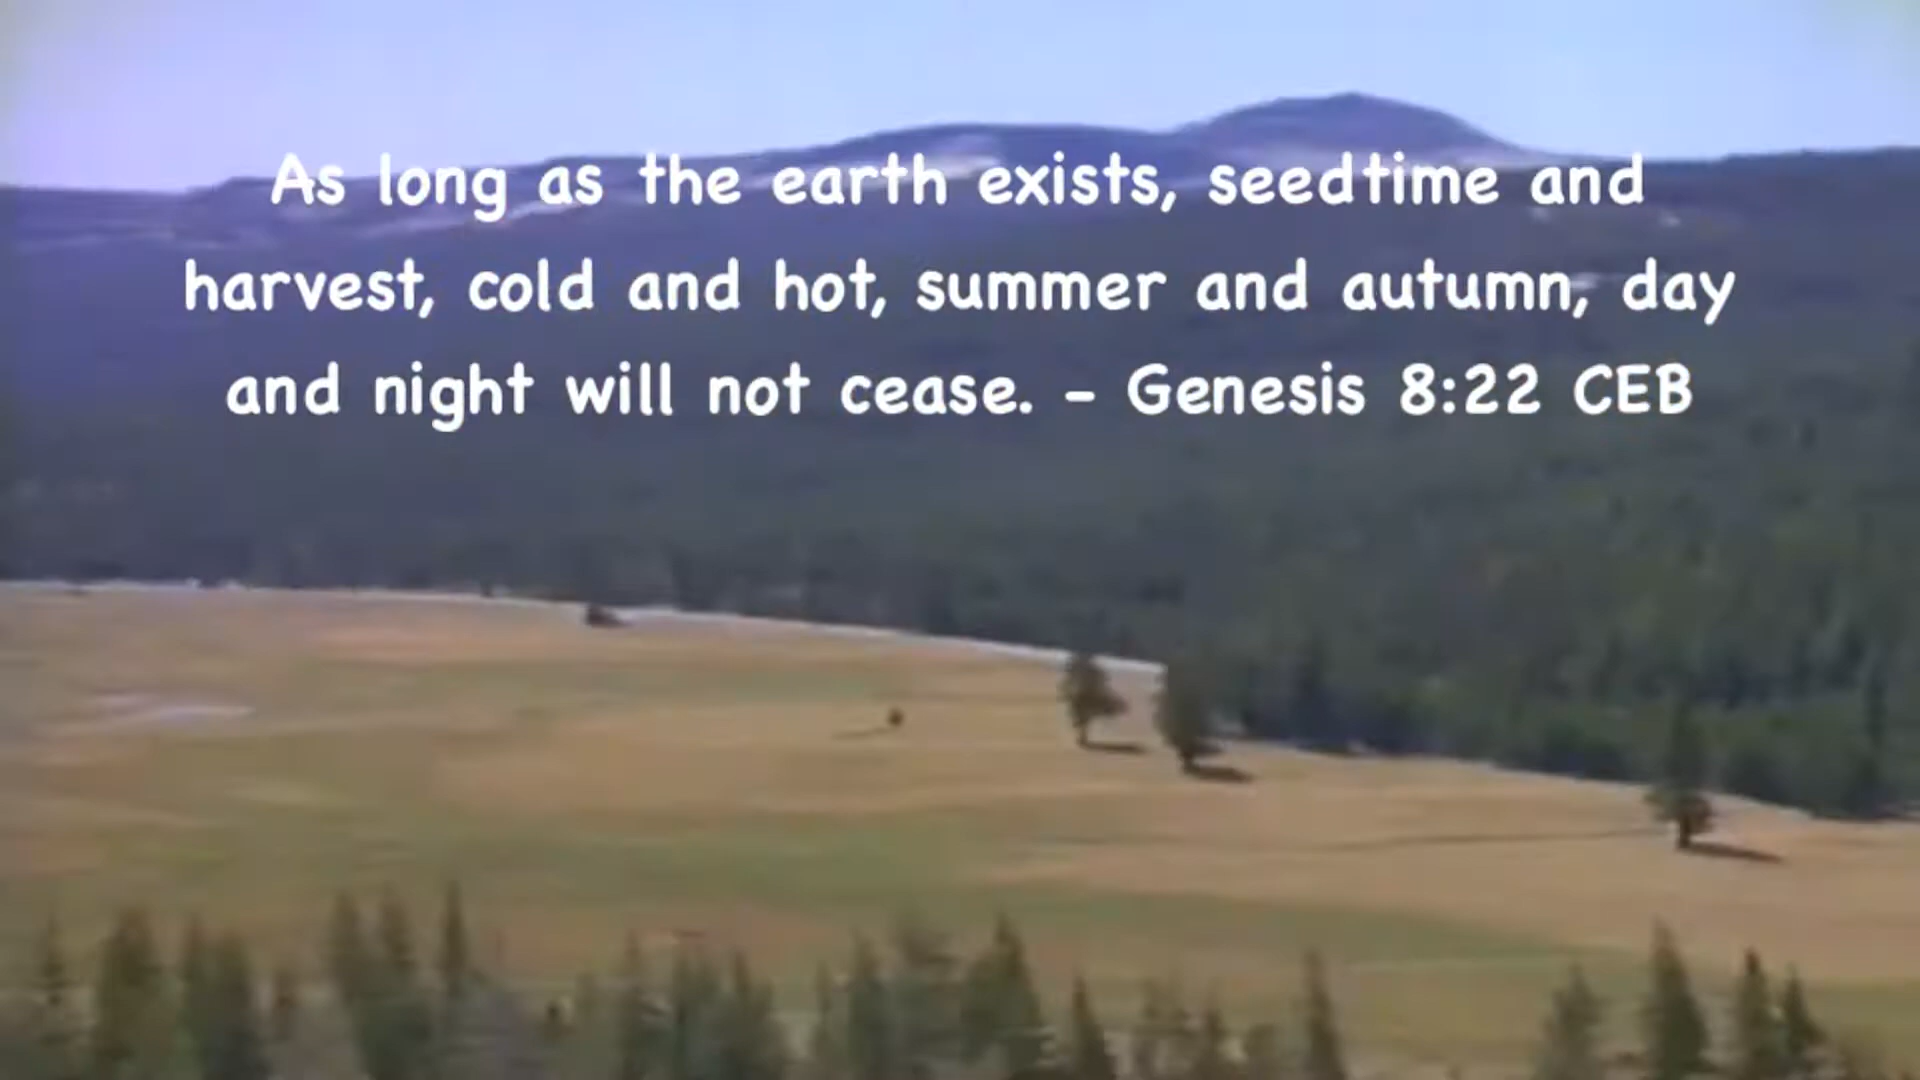 As long as the earth exists, seedtime and
harvest, cold and hot, summer and autumn, day
and night will not cease. - Genesis 8:22 CEB